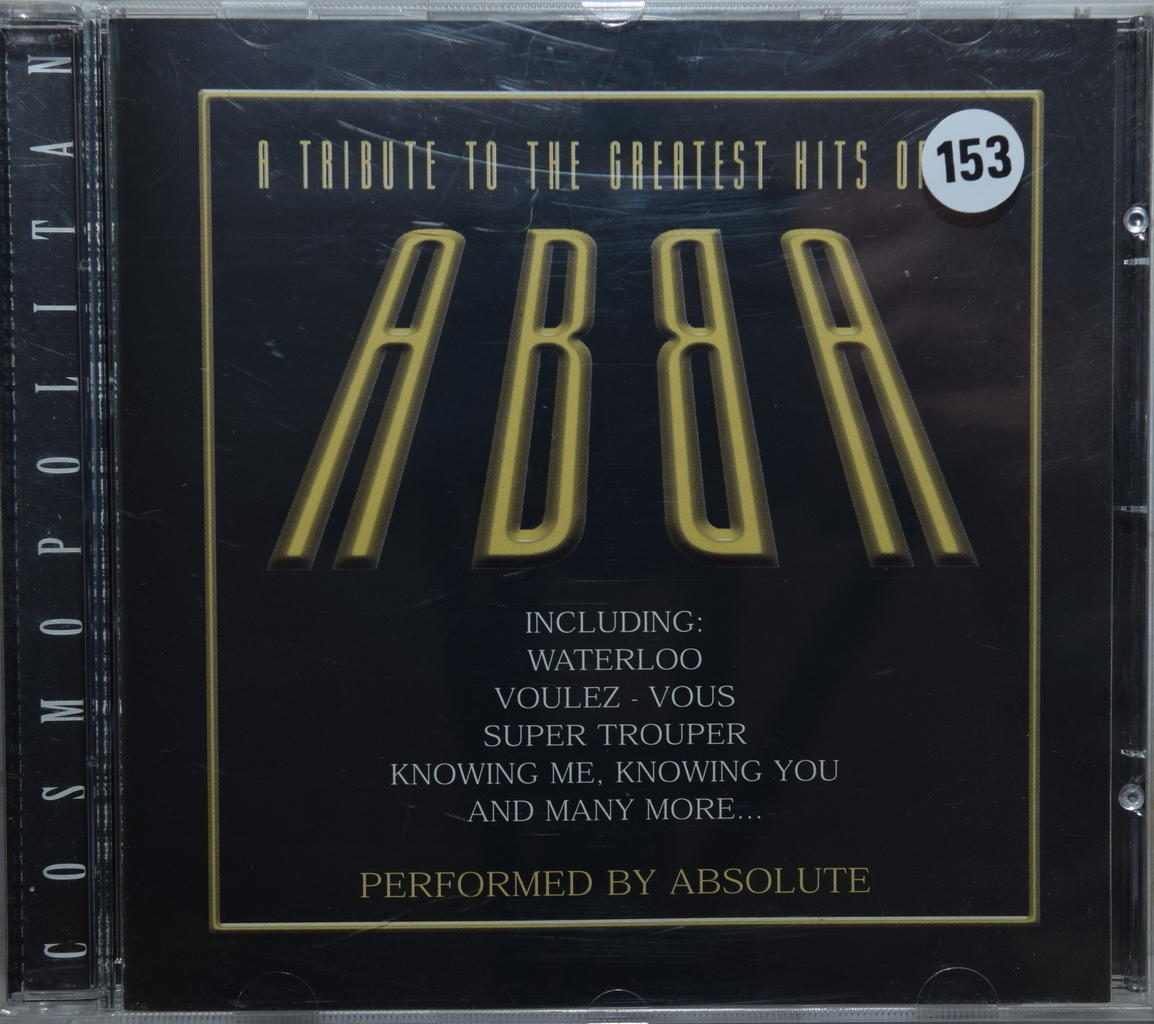 COSMOPOLITAN
A TRIBUTE TO THE GREATEST HITS OF
153
ABBA
INCLUDING:
WATERLOO
VOULEZ - VOUS
SUPER TROUPER
KNOWING ME, KNOWING YOU
AND MANY MORE...
PERFORMED BY ABSOLUTE